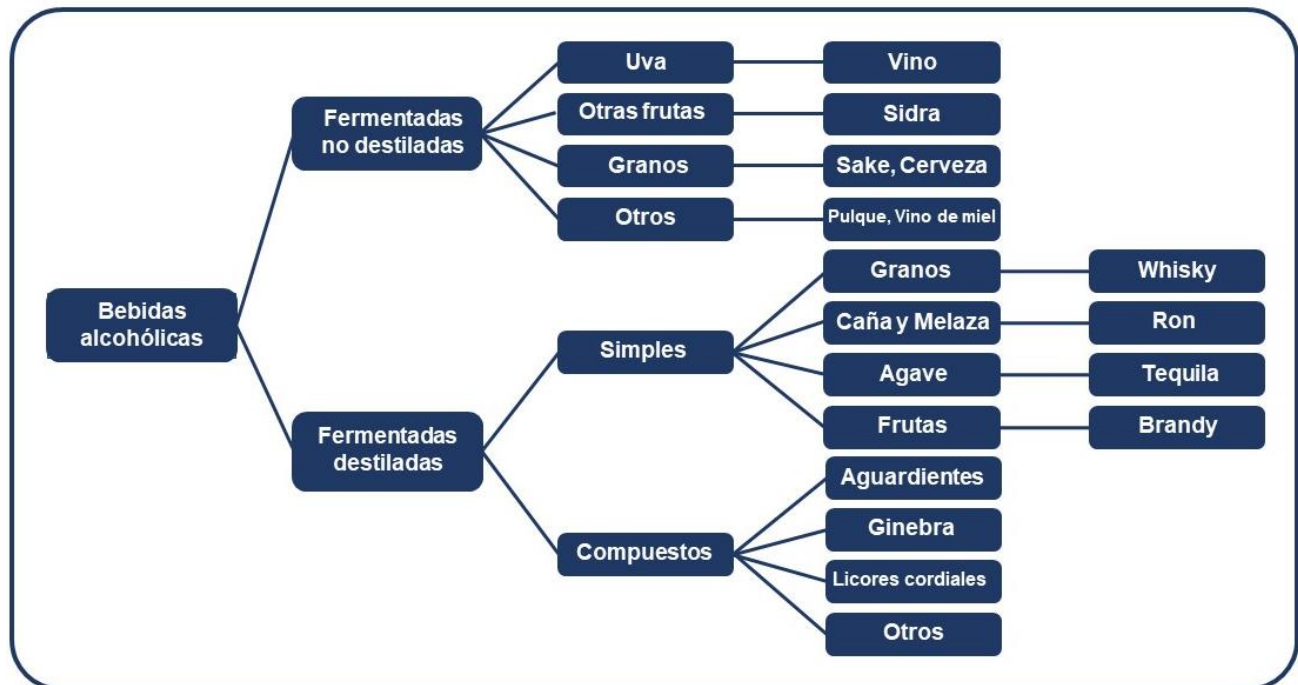 Uva
Vino
Otras frutas
Sidra
Fermentadas
no destiladas
Granos
Sake, Cerveza
Otros
Pulque, Vino de miel
Granos
Whisky
Bebidas
alcohólicas
Caña y Melaza
Ron
Simples
Agave
Tequila
Frutas
Brandy
Fermentadas
destiladas
Aguardientes
Ginebra
Compuestos
Licores cordiales
Otros